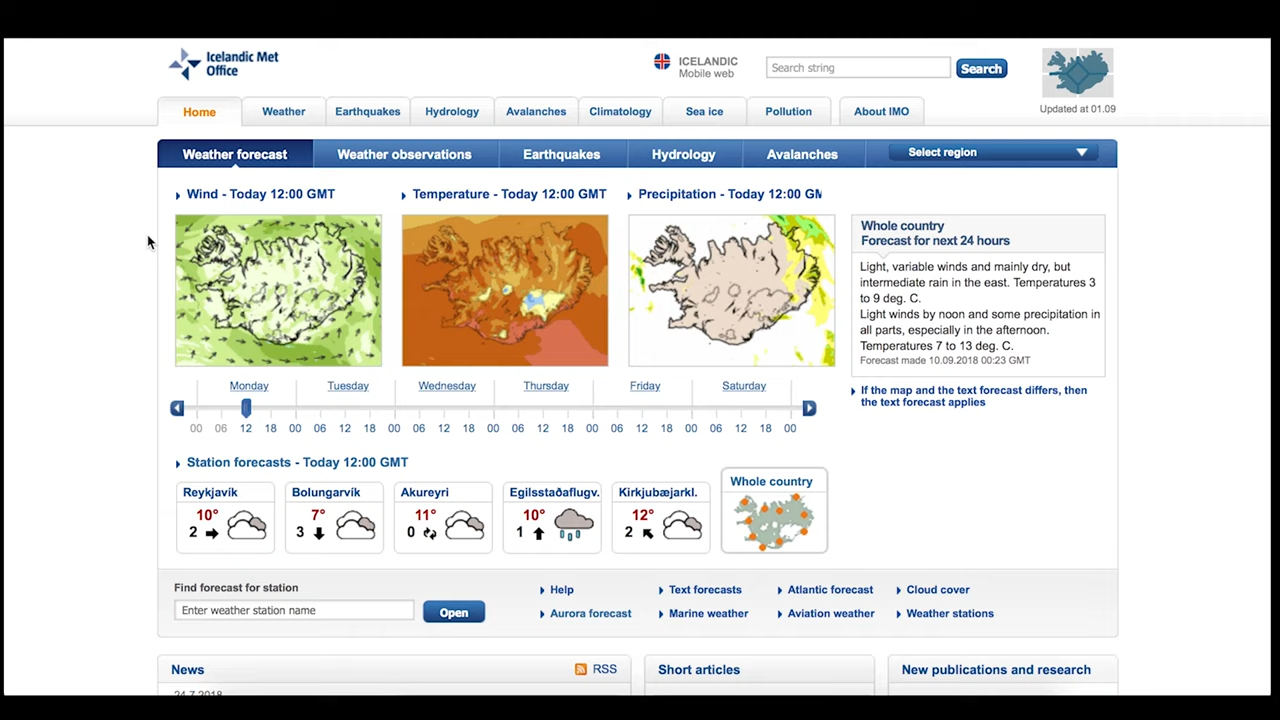 Icelandic Met
Office
ICELANDIC
Mobile web
Search string
Search
Updated at 01.09
Home
Weather
Earthquakes
Hydrology
Avalanches
Climatology
Sea ice
Pollution
About IMO
Weather forecast
Weather observations
Earthquakes
Hydrology
Avalanches
Select region
Wind - Today 12:00 GMT
Temperature - Today 12:00 GMT
Precipitation - Today 12:00 GM
Whole country
Forecast for next 24 hours
Light, variable winds and mainly dry, but
intermediate rain in the east. Temperatures 3
to 9 deg. C.
Light winds by noon and some precipitation in
all parts, especially in the afternoon.
Temperatures 7 to 13 deg. C.
Forecast made 10.09.2018 00:23 GMT
If the map and the text forecast differs, then
the text forecast applies
Monday Tuesday Wednesday Thursday Friday Saturday
00 06 12 18 00 06 12 18 00 06 12 18 00 06 12 18 00 06 12 18 00 06 12 18 00
Station forecasts - Today 12:00 GMT
Reykjavík
10°
2
Bolungarvík
7°
3
Akureyri
11°
0
Egilsstaðaflugv.
10°
1
Kirkjubæjarkl.
12°
2
Whole country
Find forecast for station
Enter weather station name
Open
Help
Text forecasts
Atlantic forecast
Cloud cover
Aurora forecast
Marine weather
Aviation weather
Weather stations
News
RSS
Short articles
New publications and research
24.7.2018